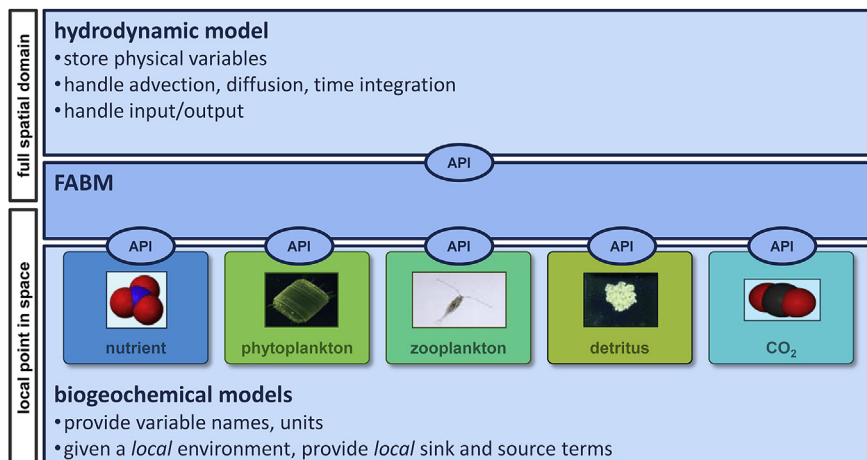 full spatial domain
hydrodynamic model
•store physical variables
•handle advection, diffusion, time integration
•handle input/output
API
FABM
local point in space
API
API
API
API
API
nutrient
phytoplankton
zooplankton
detritus
CO₂
biogeochemical models
•provide variable names, units
•given a local environment, provide local sink and source terms